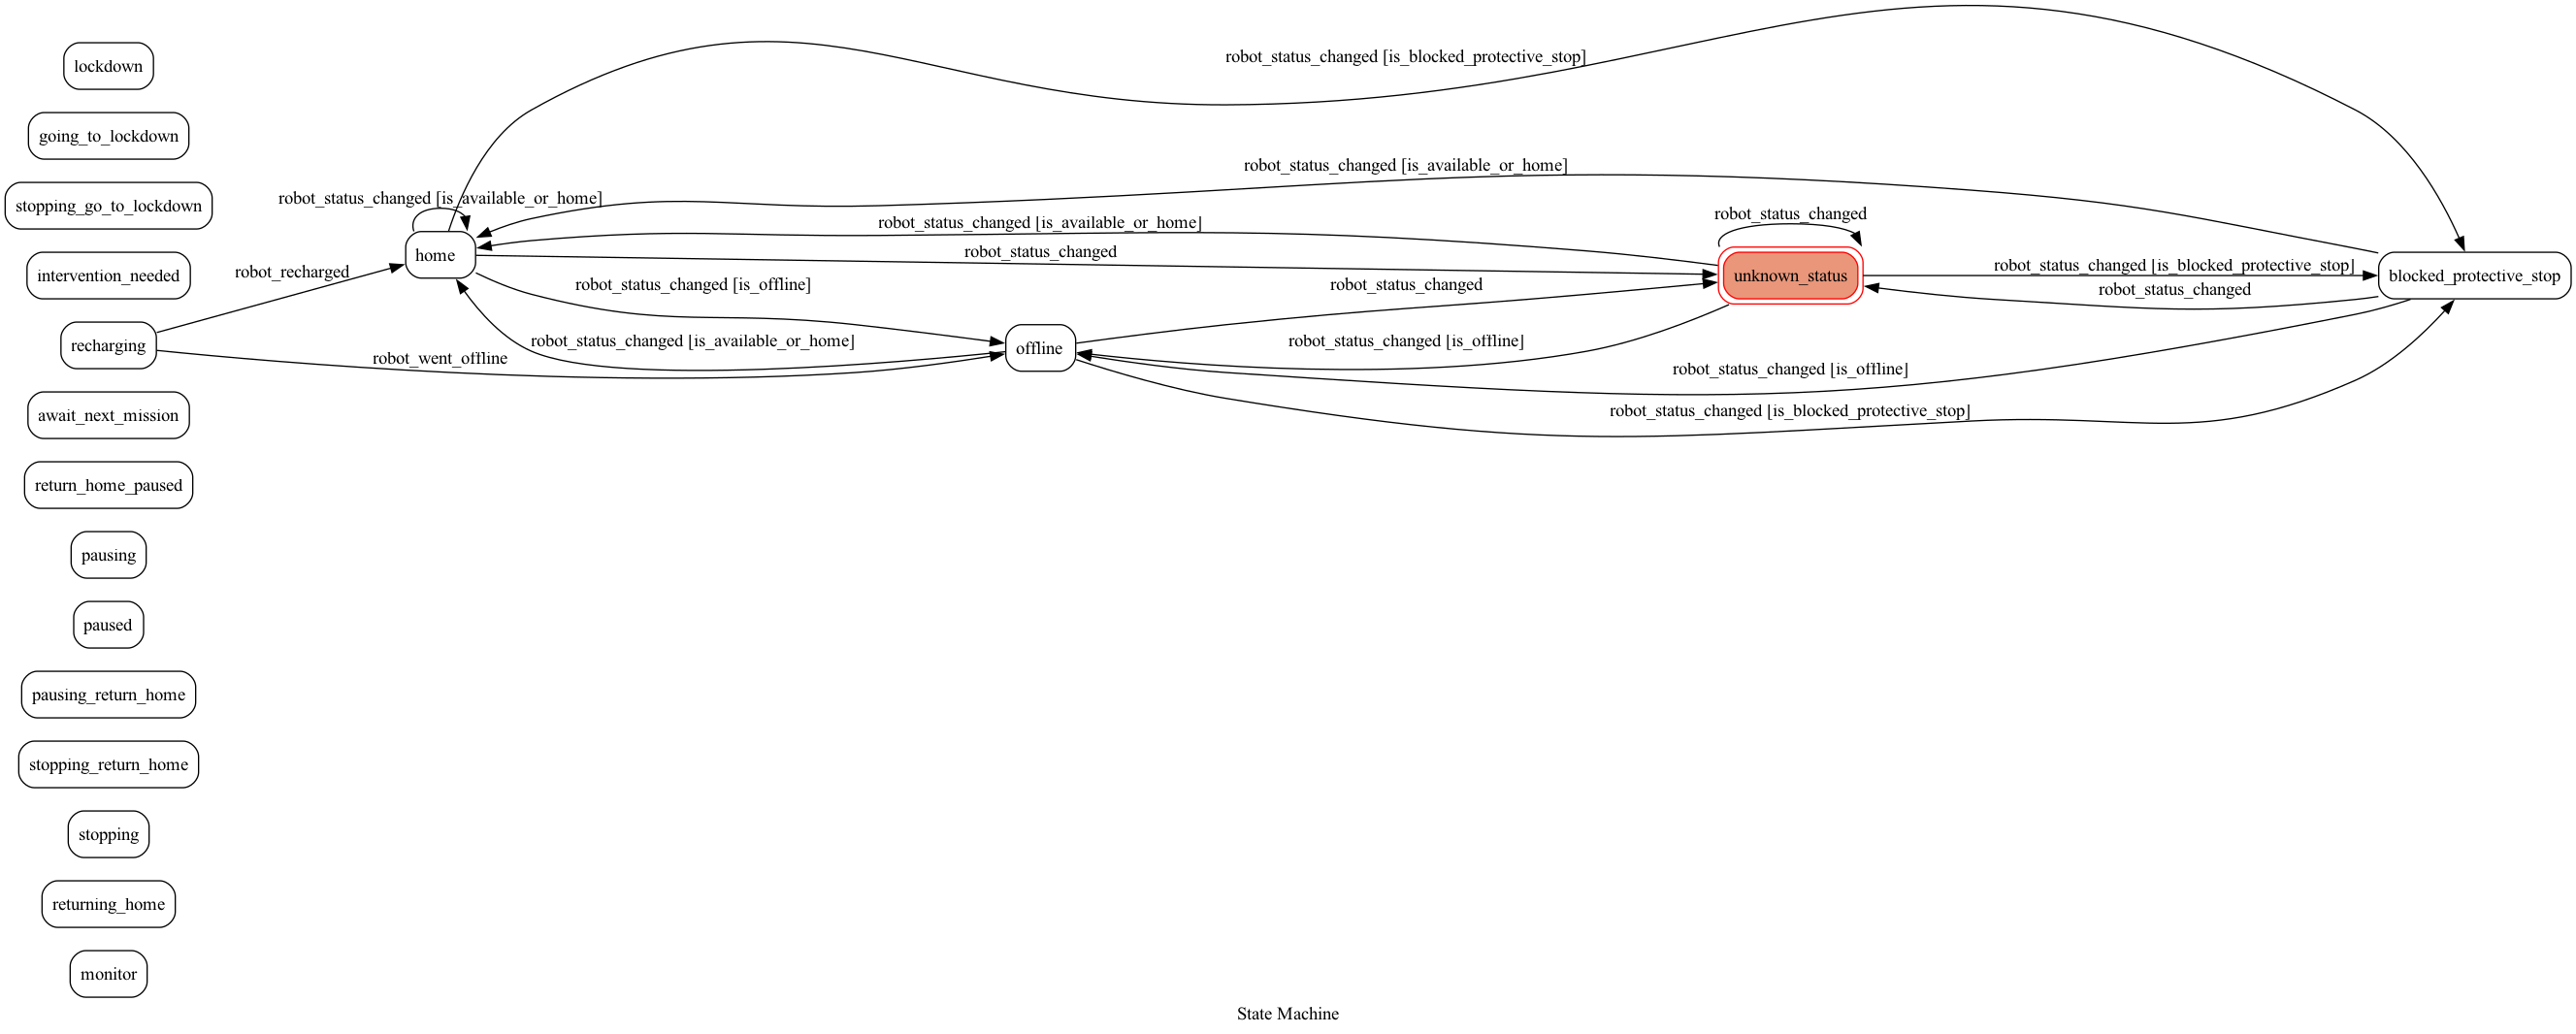 robot_status_changed [is_blocked_protective_stop]
lockdown
going_to_lockdown
robot_status_changed [is_available_or_home]
robot_status_changed [is_available_or_home]
stopping_go_to_lockdown
robot_status_changed
robot_status_changed [is_available_or_home]
robot_status_changed
home
robot_status_changed [is_blocked_protective_stop]
robot_recharged
intervention_needed
unknown_status
blocked_protective_stop
robot_status_changed [is_offline]
robot_status_changed
robot_status_changed
robot_status_changed [is_available_or_home]
robot_status_changed [is_offline]
recharging
offline
robot_went_offline
robot_status_changed [is_offline]
robot_status_changed [is_blocked_protective_stop]
await_next_mission
return_home_paused
pausing
paused
pausing_return_home
stopping_return_home
stopping
returning_home
monitor
State Machine